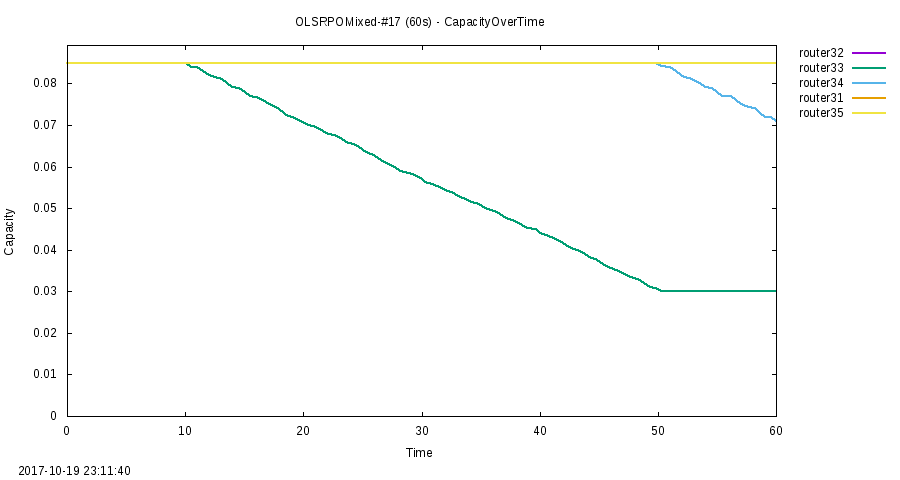 OLSRPOMixed-#17 (60s) - CapacityOverTime
router32
router33
router34
router31
router35
0.08
0.07
0.06
0.05
0.04
0.03
0.02
0.01
0
Capacity
0 10 20 30 40 50 60
Time
2017-10-19 23:11:40